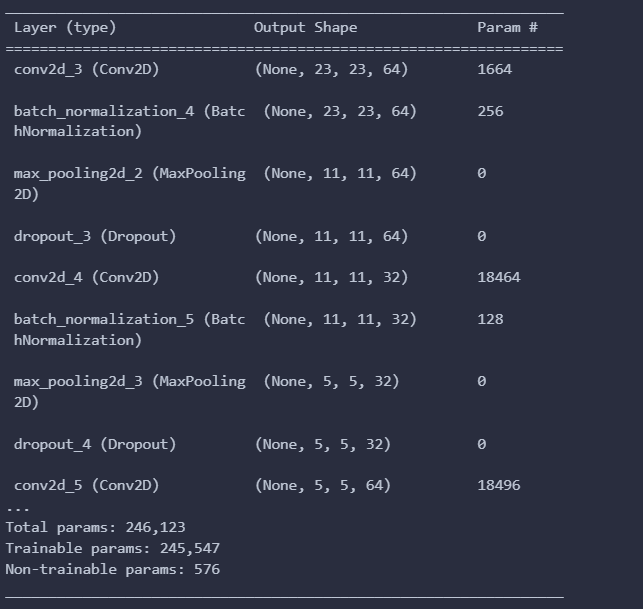 Layer (type) Output Shape Param #
=================================================================
conv2d_3 (Conv2D) (None, 23, 23, 64) 1664
batch_normalization_4 (Batc (None, 23, 23, 64) 256
hNormalization)
max_pooling2d_2 (MaxPooling (None, 11, 11, 64) 0
2D)
dropout_3 (Dropout) (None, 11, 11, 64) 0
conv2d_4 (Conv2D) (None, 11, 11, 32) 18464
batch_normalization_5 (Batc (None, 11, 11, 32) 128
hNormalization)
max_pooling2d_3 (MaxPooling (None, 5, 5, 32) 0
2D)
dropout_4 (Dropout) (None, 5, 5, 32) 0
conv2d_5 (Conv2D) (None, 5, 5, 64) 18496
...
Total params: 246,123
Trainable params: 245,547
Non-trainable params: 576